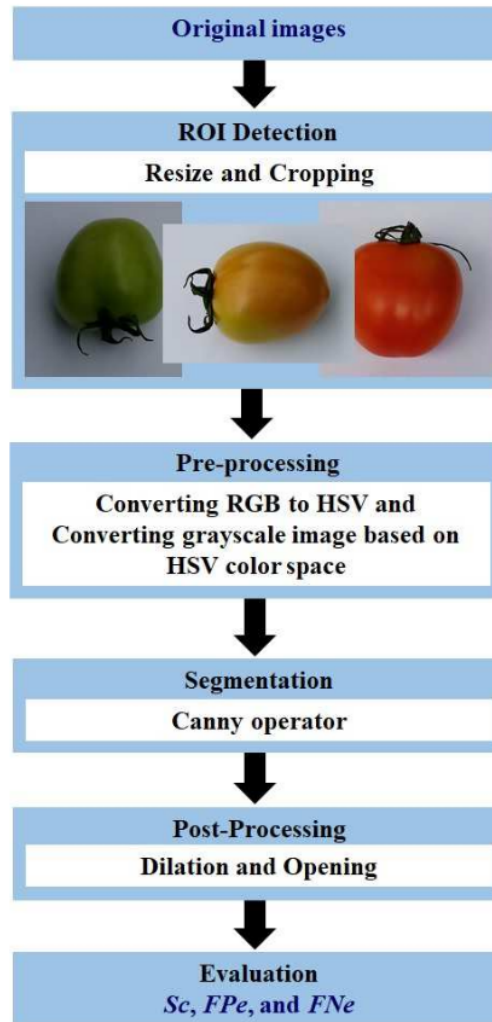 Original images
ROI Detection
Resize and Cropping
Pre-processing
Converting RGB to HSV and
Converting grayscale image based on
HSV color space
Segmentation
Canny operator
Post-Processing
Dilation and Opening
Evaluation
Sc, FPe, and FNe